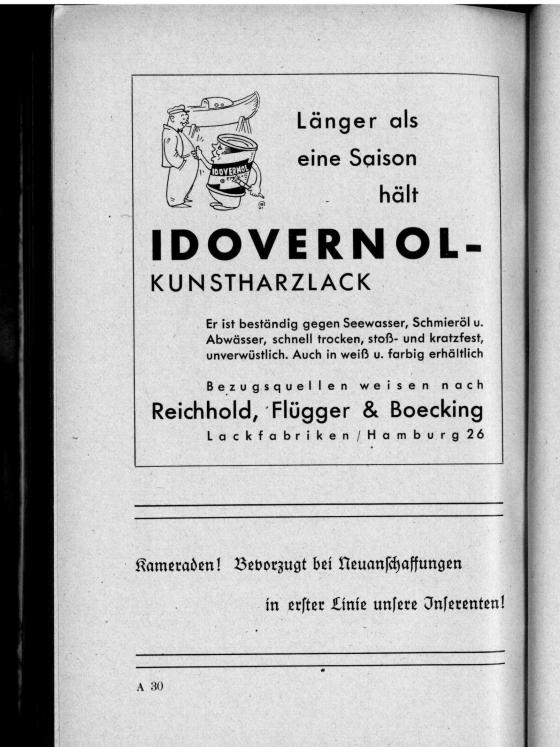 IDOVERNOL
Länger als
eine Saison
hält
IDOVERNOL-
KUNSTHARZLACK
Er ist beständig gegen Seewasser, Schmieröl u.
Abwässer, schnell trocken, stoß- und kratzfest,
unverwüstlich. Auch in weiß u. farbig erhältlich
Bezugsquellen weisen nach
Reichhold, Flügger & Boecking
Lackfabriken / Hamburg 26
Kameraden! Bevorzugt bei Neuanſchaffungen
in erſter Linie unſere Inſerenten!
A 30